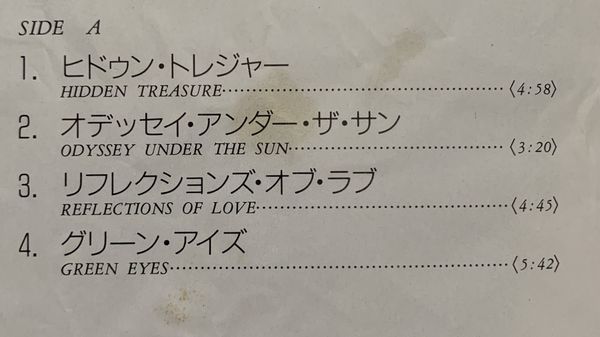 SIDE A
1. ヒドゥン・トレジャー
HIDDEN TREASURE〈4:58〉
2. オデッセイ・アンダー・ザ・サン
ODYSSEY UNDER THE SUN〈3:20〉
3. リフレクションズ・オブ・ラブ
REFLECTIONS OF LOVE〈4:45〉
4. グリーン・アイズ
GREEN EYES〈5:42〉